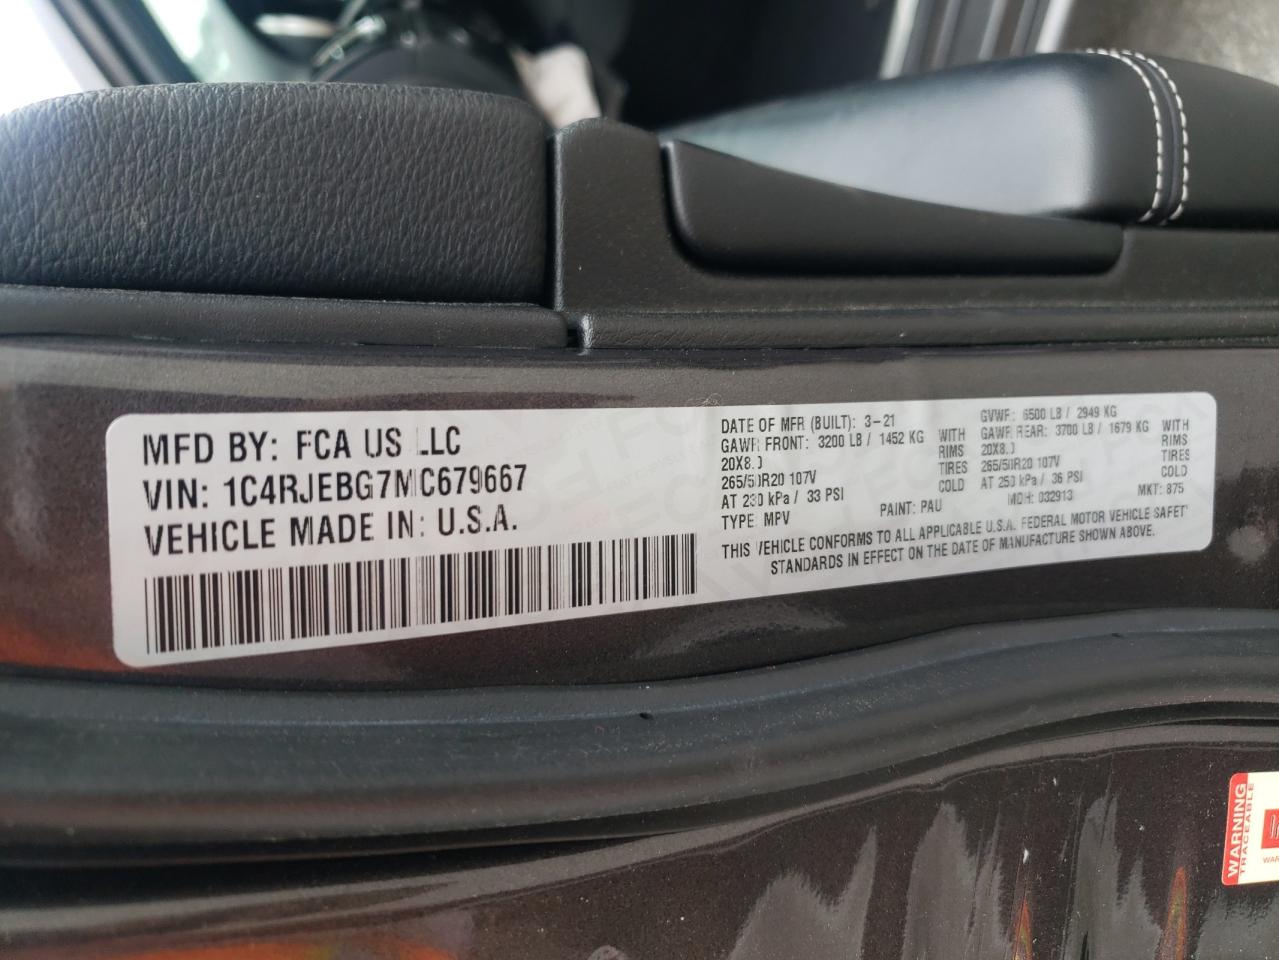 MFD BY: FCA US LLC
VIN: 1C4RJEBG7MC679667
VEHICLE MADE IN: U.S.A.
DATE OF MFR (BUILT): 3-21
GAWR FRONT: 3200 LB / 1452 KG WITH
20X8.0 RIMS
265/50R20 107V TIRES
AT 230 kPa / 33 PSI COLD
TYPE: MPV PAINT: PAU
GVWR: 6500 LB / 2949 KG
GAWR REAR: 3700 LB / 1679 KG WITH
20X8.0 RIMS
265/50R20 107V TIRES
AT 250 kPa / 36 PSI COLD
MDH: 032913 MKT: 875
THIS VEHICLE CONFORMS TO ALL APPLICABLE U.S.A. FEDERAL MOTOR VEHICLE SAFETY
STANDARDS IN EFFECT ON THE DATE OF MANUFACTURE SHOWN ABOVE.
WARNING
TRACEABLE